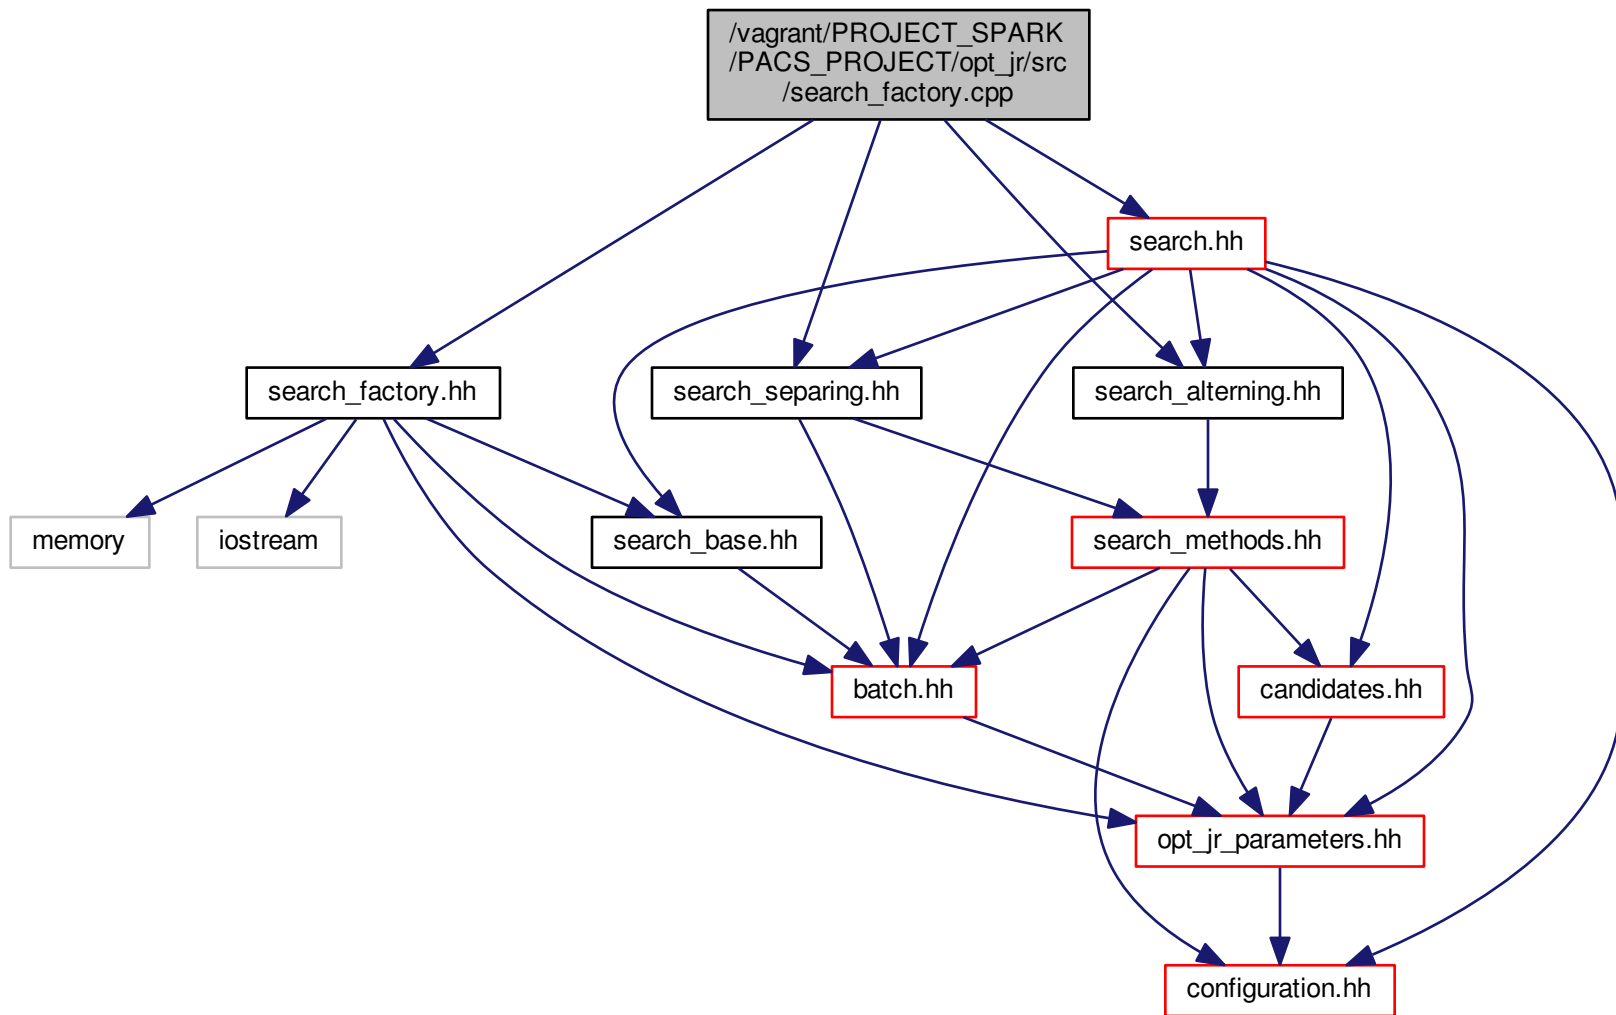 /vagrant/PROJECT_SPARK
/PACS_PROJECT/opt_jr/src
/search_factory.cpp
search.hh
search_factory.hh
search_separing.hh
search_alterning.hh
memory
iostream
search_base.hh
search_methods.hh
batch.hh
candidates.hh
opt_jr_parameters.hh
configuration.hh